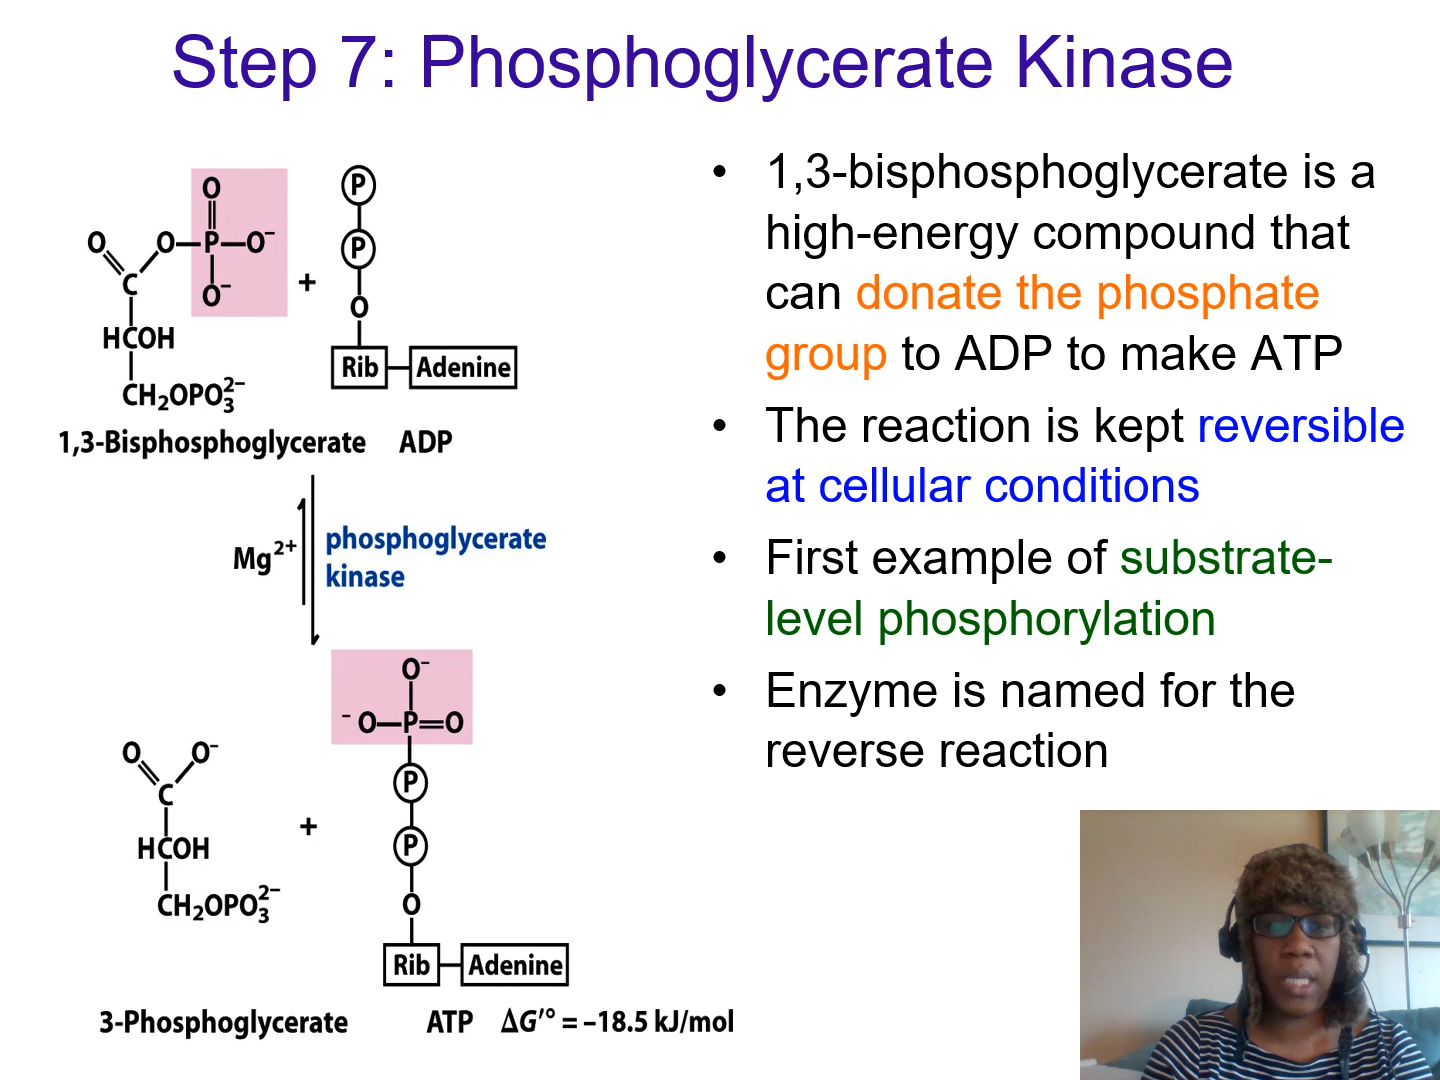 Step 7: Phosphoglycerate Kinase
O
O O–P–O⁻
C O⁻
HCOH
CH₂OPO₃²⁻
1,3-Bisphosphoglycerate
+
P
P
O
Rib Adenine
ADP
Mg²⁺
phosphoglycerate
kinase
O O⁻
C
HCOH
CH₂OPO₃²⁻
3-Phosphoglycerate
+
O⁻
⁻O–P=O
P
P
O
Rib Adenine
ATP ΔG′° = –18.5 kJ/mol
• 1,3-bisphosphoglycerate is a
high-energy compound that
can donate the phosphate
group to ADP to make ATP
• The reaction is kept reversible
at cellular conditions
• First example of substrate-
level phosphorylation
• Enzyme is named for the
reverse reaction